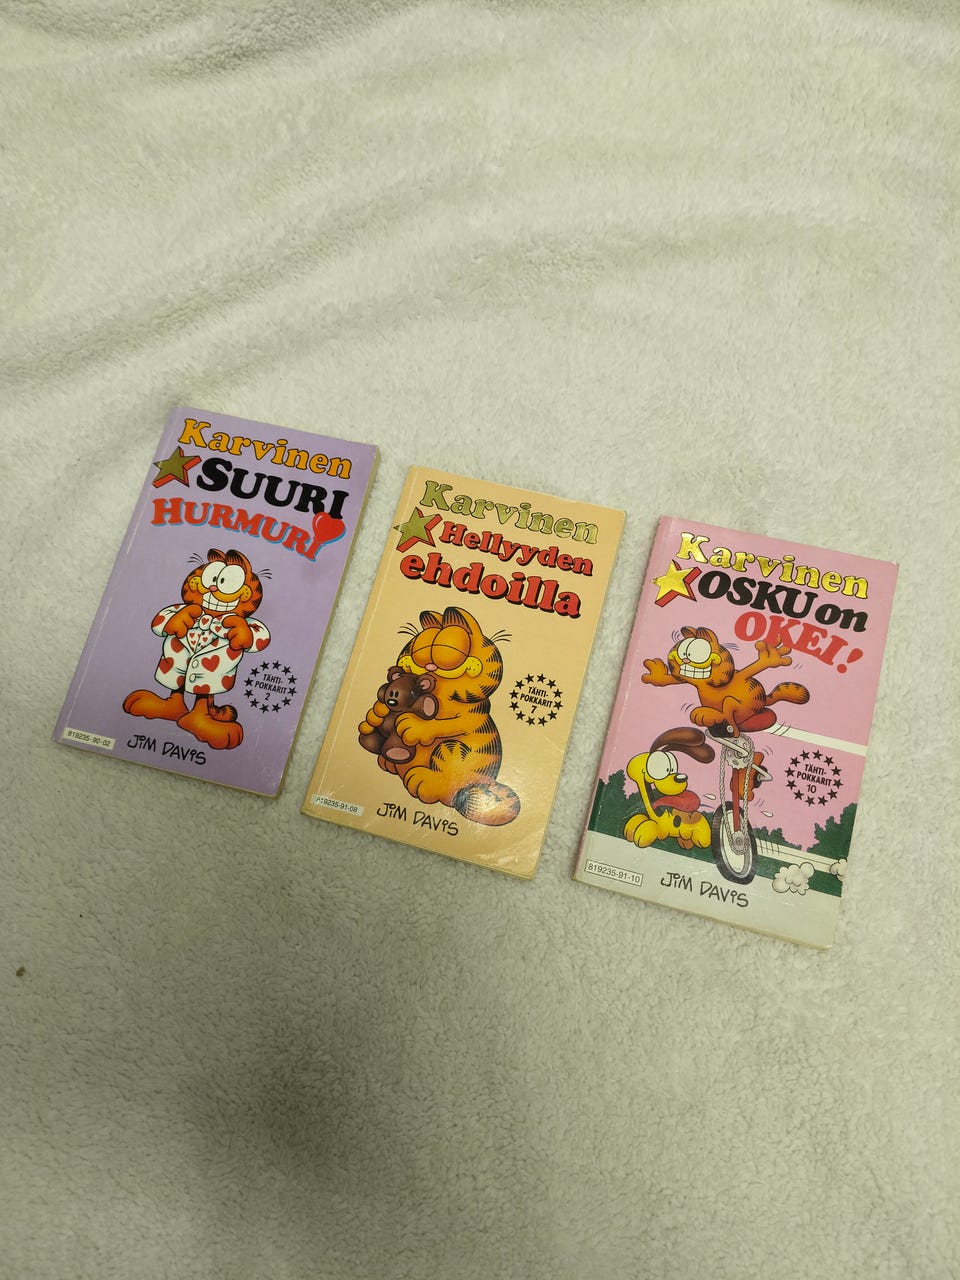 Karvinen
SUURI
HURMURI
TÄHTI-
POKKARIT
2
819235-90-02
JIM DAVIS
Karvinen
Hellyyden
ehdoilla
TÄHTI-
POKKARIT
7
819235-91-08
JIM DAVIS
Karvinen
OSKU on
OKEI!
TÄHTI-
POKKARIT
10
819235-91-10
JIM DAVIS